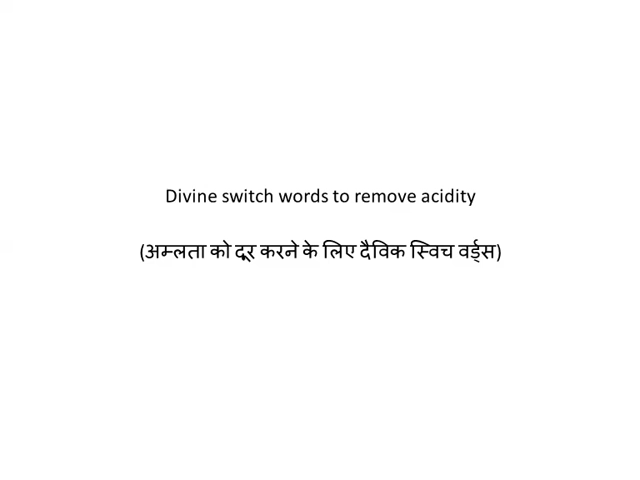 Divine switch words to remove acidity
(अम्लता को दूर करने के लिए दैविक स्विच वर्ड्स)